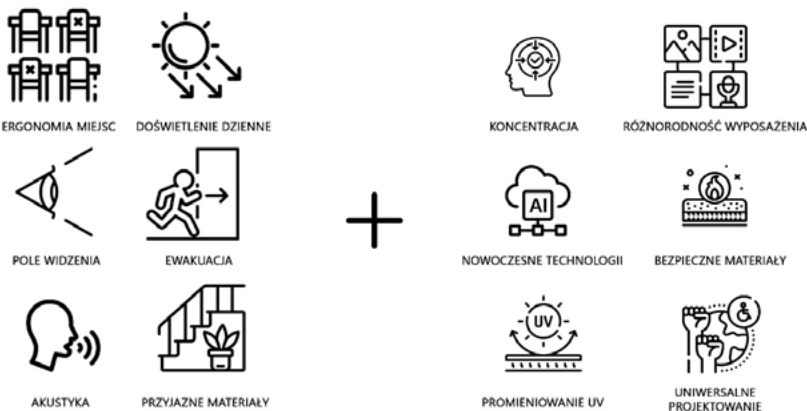 ERGONOMIA MIEJSC
DOŚWIETLENIE DZIENNE
KONCENTRACJA
RÓŻNORODNOŚĆ WYPOSAŻENIA
POLE WIDZENIA
EWAKUACJA
AI
NOWOCZESNE TECHNOLOGII
BEZPIECZNE MATERIAŁY
UV
AKUSTYKA
PRZYJAZNE MATERIAŁY
PROMIENIOWANIE UV
UNIWERSALNE
PROJEKTOWANIE